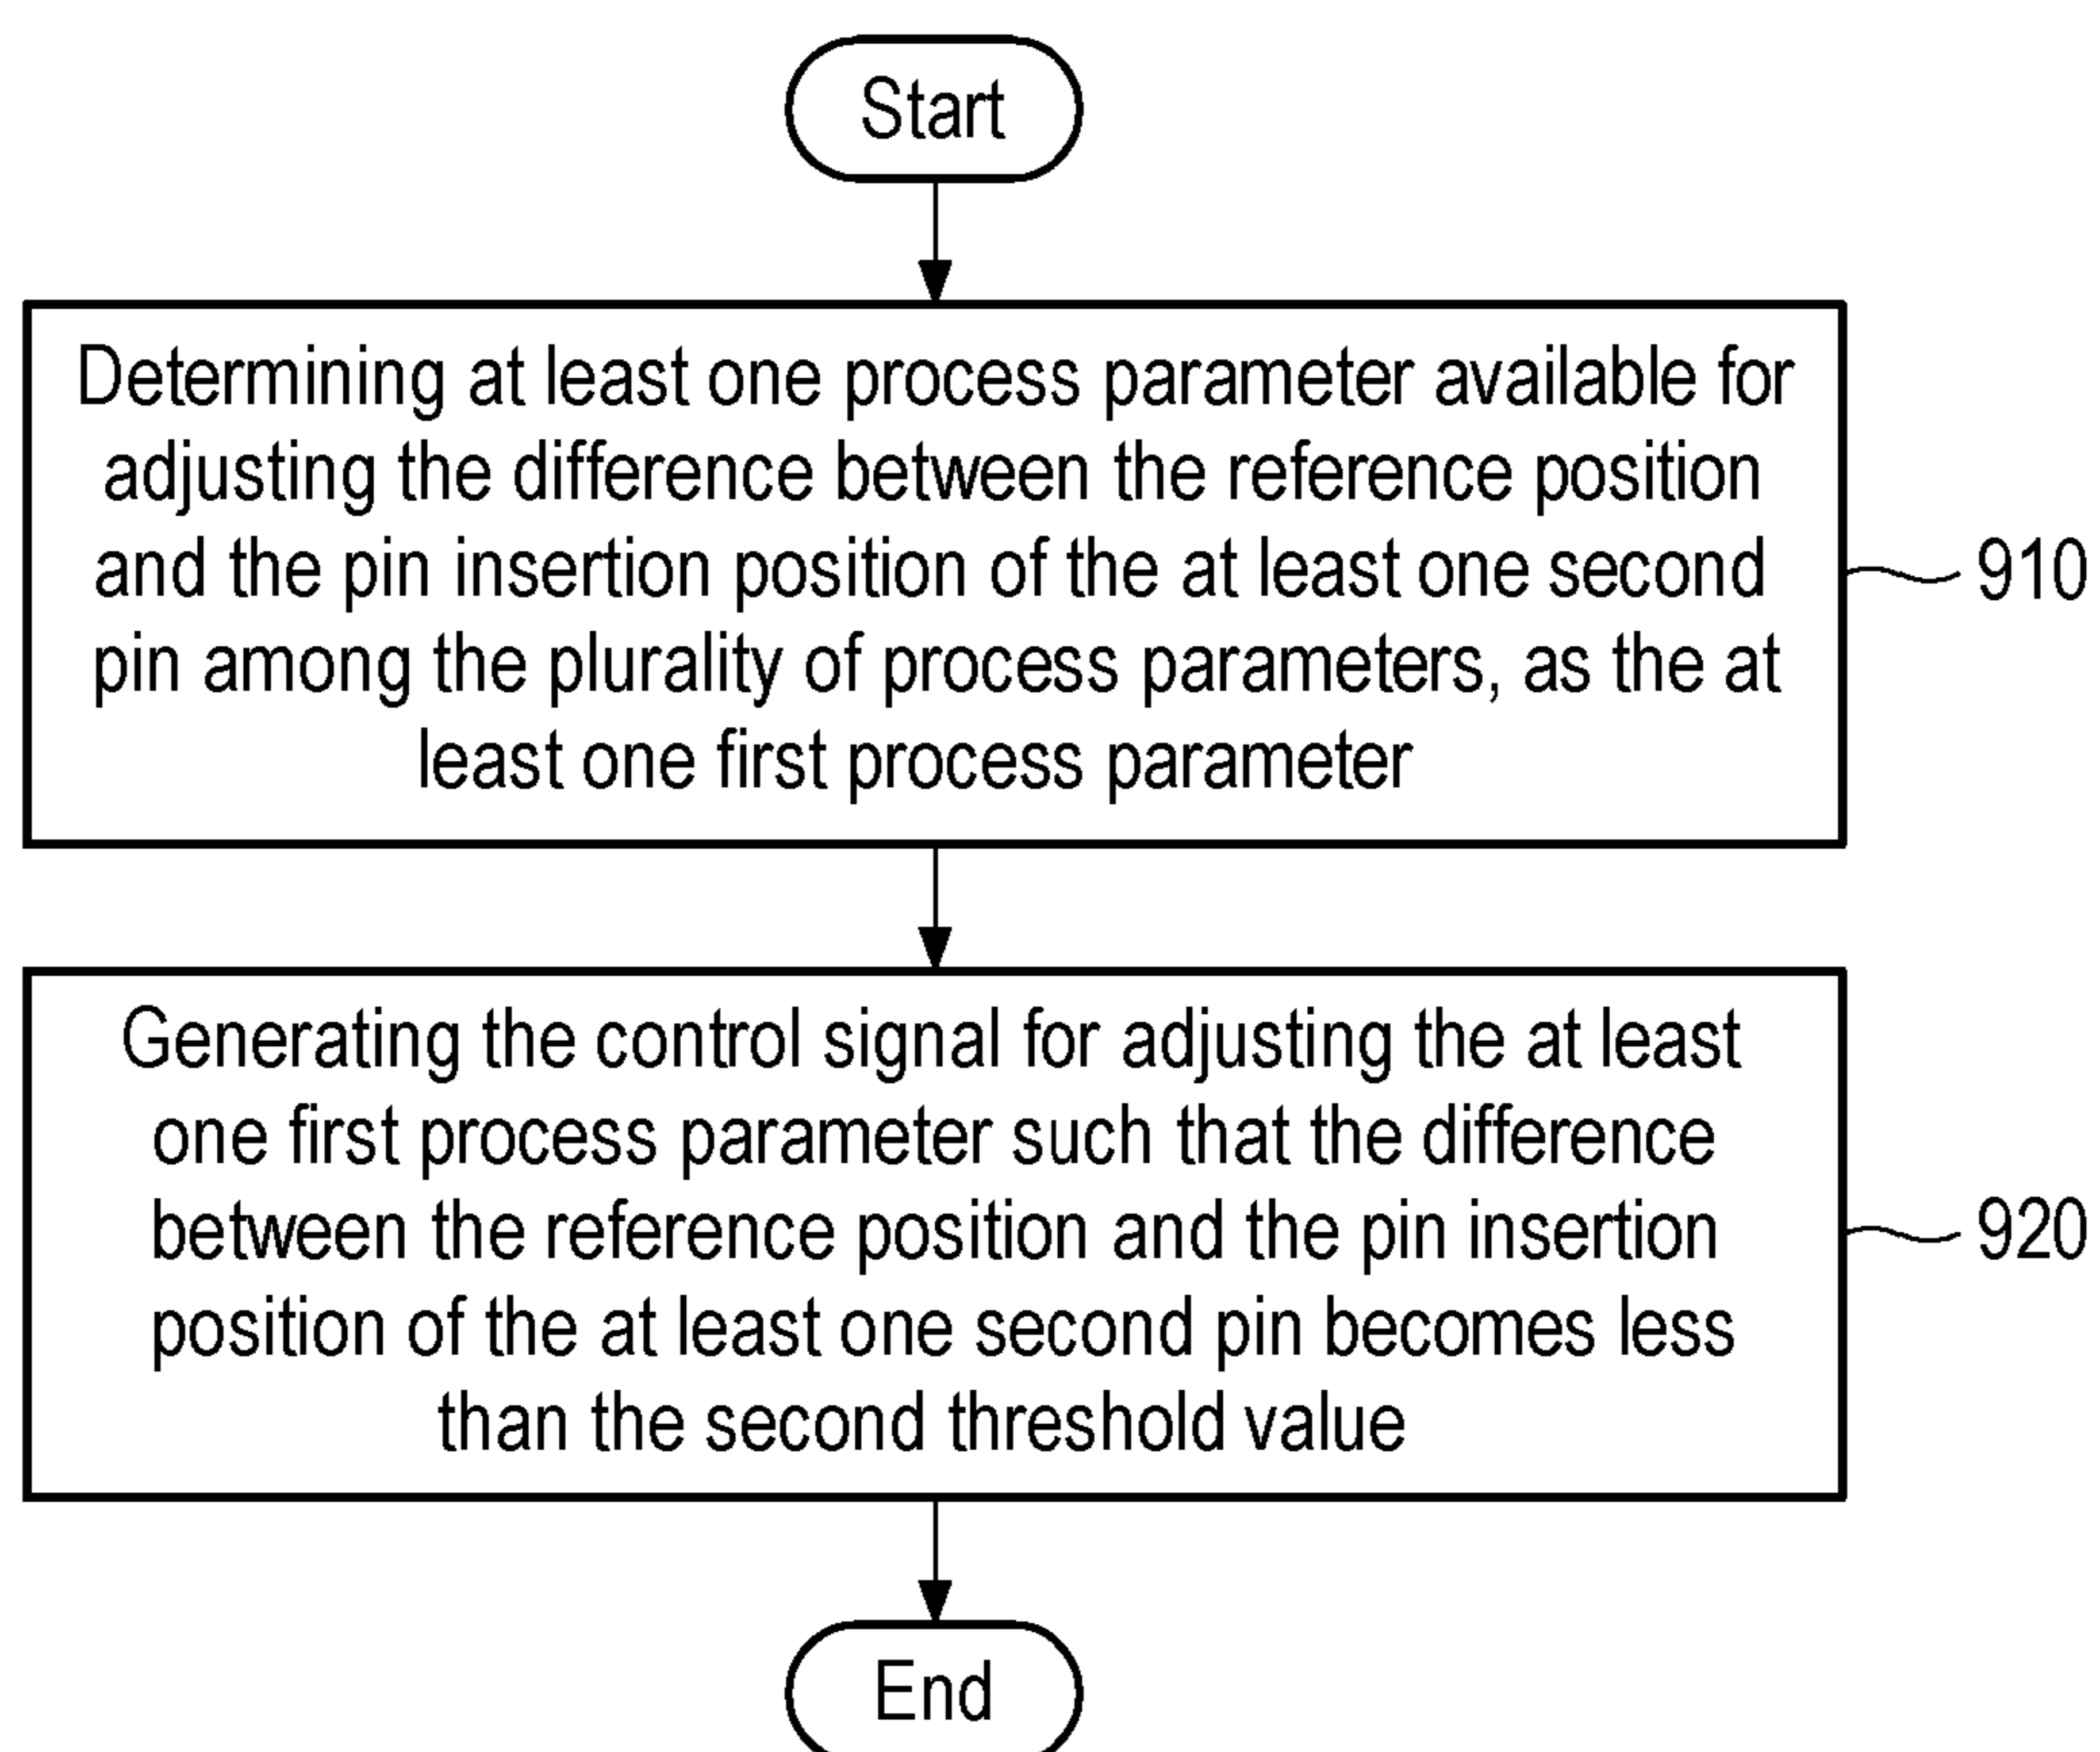 Start
Determining at least one process parameter available for
adjusting the difference between the reference position
and the pin insertion position of the at least one second
pin among the plurality of process parameters, as the at
least one first process parameter
910
Generating the control signal for adjusting the at least
one first process parameter such that the difference
between the reference position and the pin insertion
position of the at least one second pin becomes less
than the second threshold value
920
End